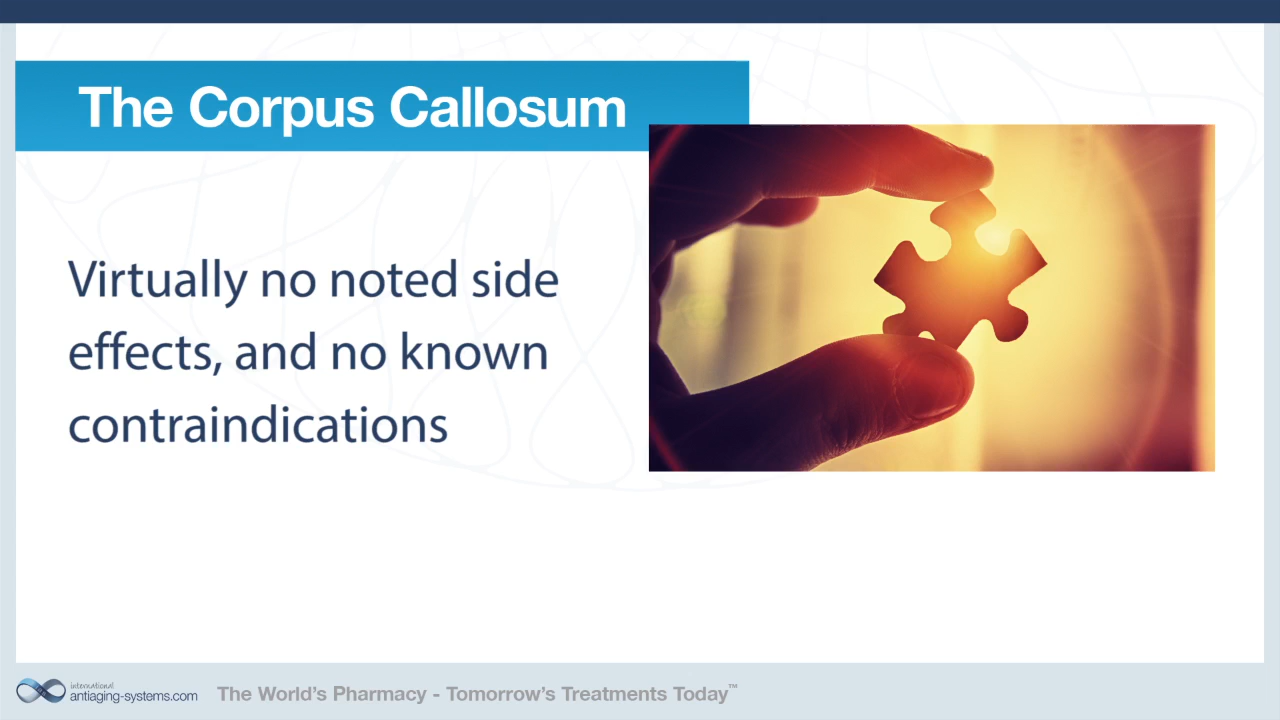 The Corpus Callosum
Virtually no noted side
effects, and no known
contraindications
international
antiaging-systems.com
The World's Pharmacy - Tomorrow's Treatments Today™